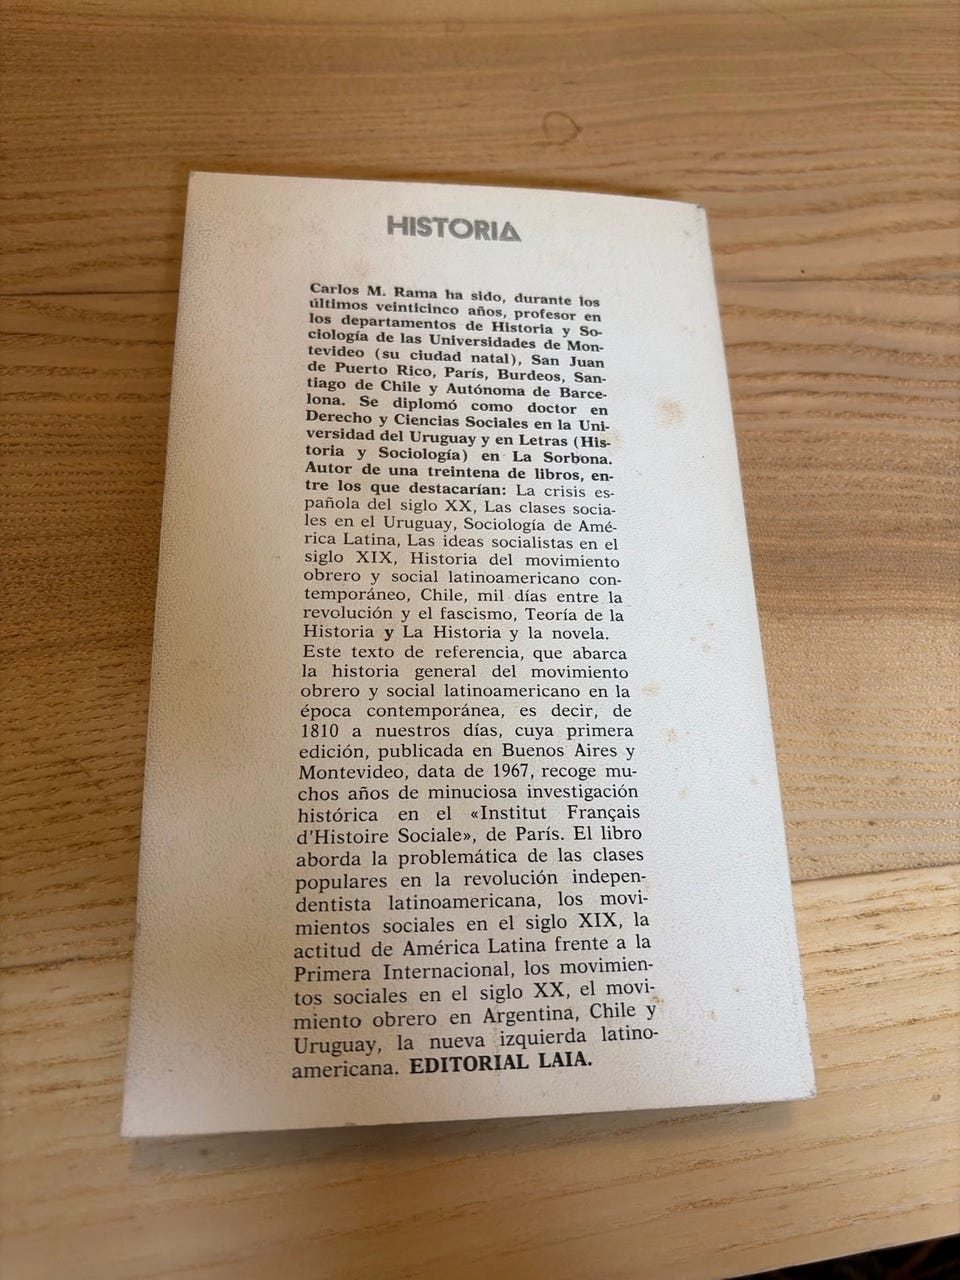 HISTORIA
Carlos M. Rama ha sido, durante los
últimos veinticinco años, profesor en
los departamentos de Historia y So-
ciología de las Universidades de Mon-
tevideo (su ciudad natal), San Juan
de Puerto Rico, París, Burdeos, San-
tiago de Chile y Autónoma de Barce-
lona. Se diplomó como doctor en
Derecho y Ciencias Sociales en la Uni-
versidad del Uruguay y en Letras (His-
toria y Sociología) en La Sorbona.
Autor de una treintena de libros, en-
tre los que destacarían: La crisis es-
pañola del siglo XX, Las clases socia-
les en el Uruguay, Sociología de Amé-
rica Latina, Las ideas socialistas en el
siglo XIX, Historia del movimiento
obrero y social latinoamericano con-
temporáneo, Chile, mil días entre la
revolución y el fascismo, Teoría de la
Historia y La Historia y la novela.
Este texto de referencia, que abarca
la historia general del movimiento
obrero y social latinoamericano en la
época contemporánea, es decir, de
1810 a nuestros días, cuya primera
edición, publicada en Buenos Aires y
Montevideo, data de 1967, recoge mu-
chos años de minuciosa investigación
histórica en el «Institut Français
d'Histoire Sociale», de París. El libro
aborda la problemática de las clases
populares en la revolución indepen-
dentista latinoamericana, los movi-
mientos sociales en el siglo XIX, la
actitud de América Latina frente a la
Primera Internacional, los movimien-
tos sociales en el siglo XX, el movi-
miento obrero en Argentina, Chile y
Uruguay, la nueva izquierda latino-
americana. EDITORIAL LAIA.